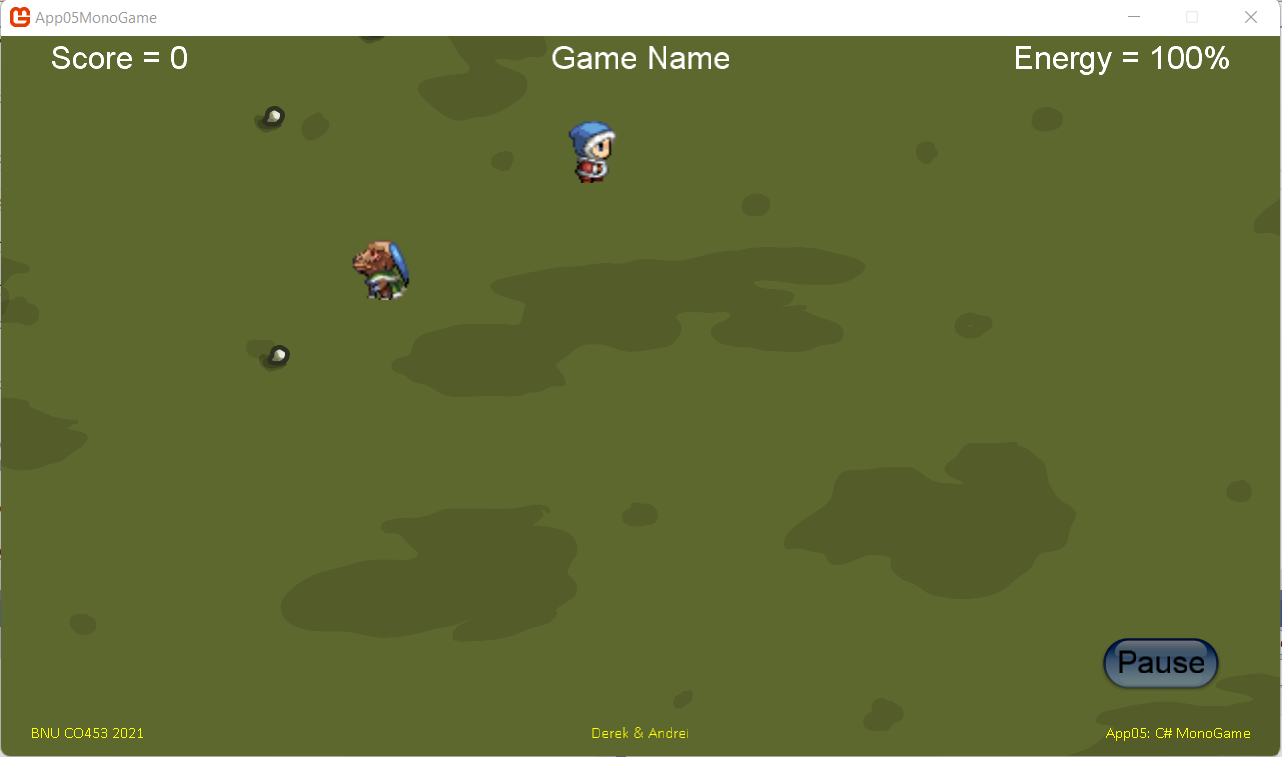 App05MonoGame
Score = 0
Game Name
Energy = 100%
Pause
BNU CO453 2021
Derek & Andrei
App05: C# MonoGame